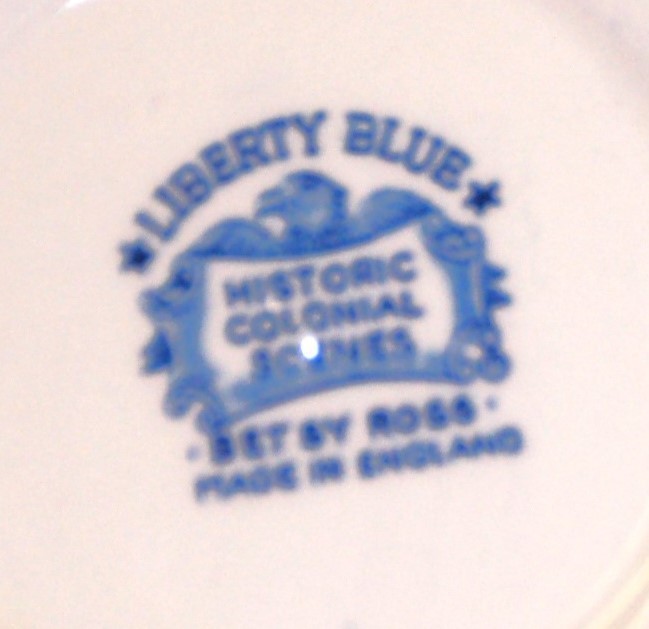 LIBERTY BLUE
HISTORIC
COLONIAL
SCENES
BETSY ROSS
MADE IN ENGLAND